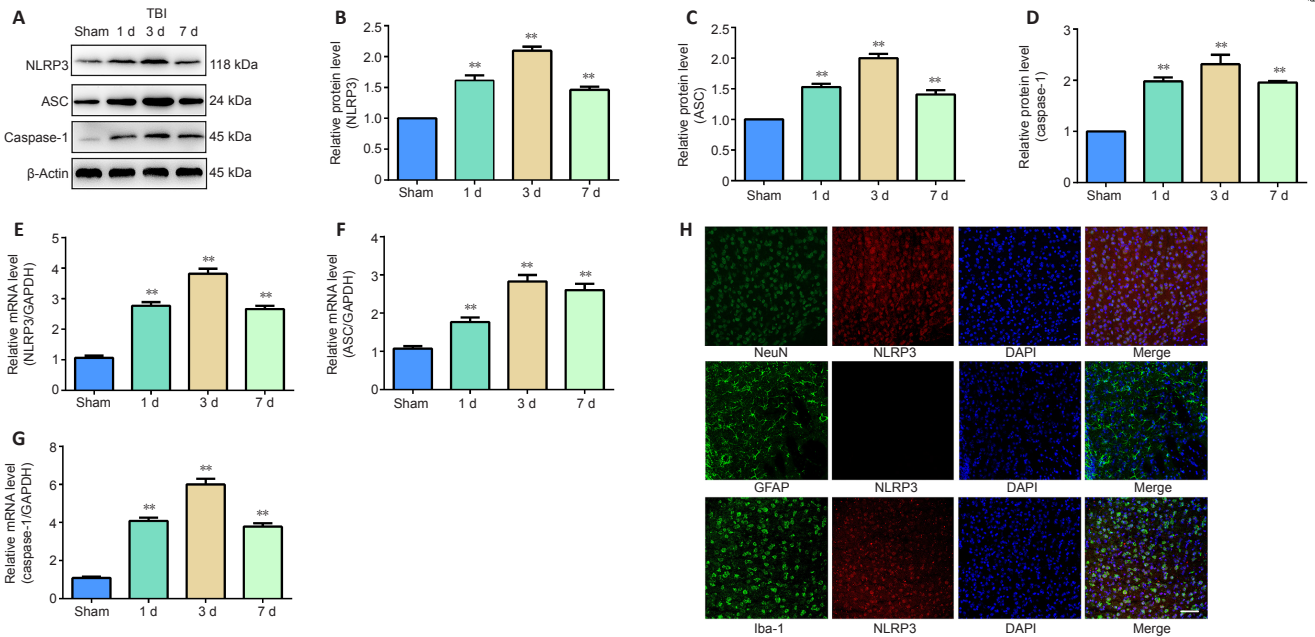 A
TBI
Sham 1 d 3 d 7 d
NLRP3 118 kDa
ASC 24 kDa
Caspase-1 45 kDa
β-Actin 45 kDa
B
Relative protein level
(NLRP3)
2.5
2.0
1.5
1.0
0.5
0
** ** **
Sham 1 d 3 d 7 d
C
Relative protein level
(ASC)
2.5
2.0
1.5
1.0
0.5
0
** ** **
Sham 1 d 3 d 7 d
D
Relative protein level
(caspase-1)
3
2
1
0
** ** **
Sham 1 d 3 d 7 d
E
Relative mRNA level
(NLRP3/GAPDH)
5
4
3
2
1
0
** ** **
Sham 1 d 3 d 7 d
F
Relative mRNA level
(ASC/GAPDH)
4
3
2
1
0
** ** **
Sham 1 d 3 d 7 d
G
Relative mRNA level
(caspase-1/GAPDH)
8
6
4
2
0
** ** **
Sham 1 d 3 d 7 d
H
NeuN NLRP3 DAPI Merge
GFAP NLRP3 DAPI Merge
Iba-1 NLRP3 DAPI Merge